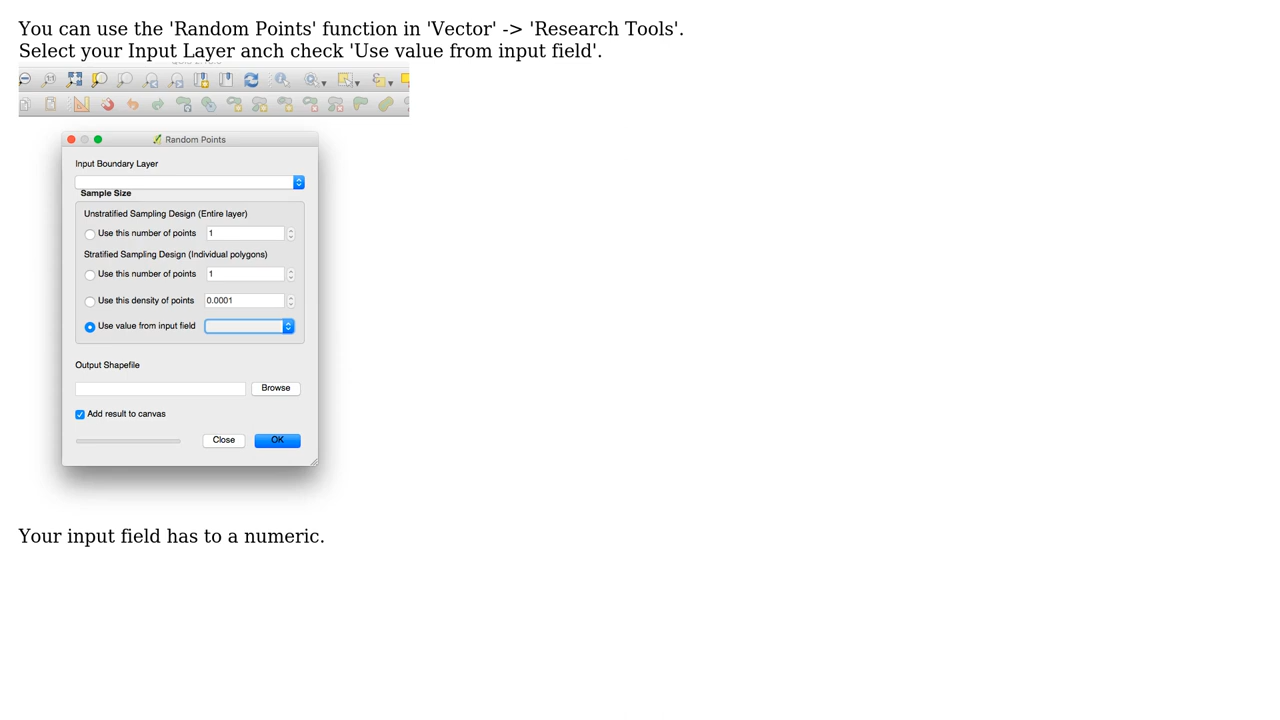 You can use the 'Random Points' function in 'Vector' -> 'Research Tools'.
Select your Input Layer anch check 'Use value from input field'.
Random Points
Input Boundary Layer
Sample Size
Unstratified Sampling Design (Entire layer)
Use this number of points 1
Stratified Sampling Design (Individual polygons)
Use this number of points 1
Use this density of points 0.0001
Use value from input field
Output Shapefile
Browse
Add result to canvas
Close OK
Your input field has to a numeric.